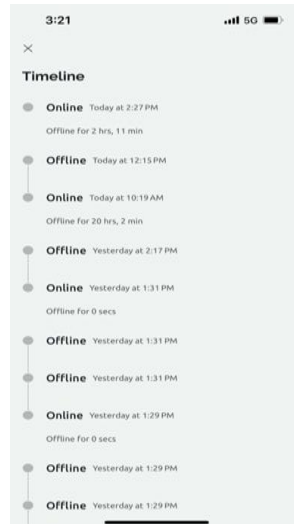 3:21 5G
×
Timeline
Online Today at 2:27 PM
Offline for 2 hrs, 11 min
Offline Today at 12:15 PM
Online Today at 10:19 AM
Offline for 20 hrs, 2 min
Offline Yesterday at 2:17 PM
Online Yesterday at 1:31 PM
Offline for 0 secs
Offline Yesterday at 1:31 PM
Offline Yesterday at 1:31 PM
Online Yesterday at 1:29 PM
Offline for 0 secs
Offline Yesterday at 1:29 PM
Offline Yesterday at 1:29 PM